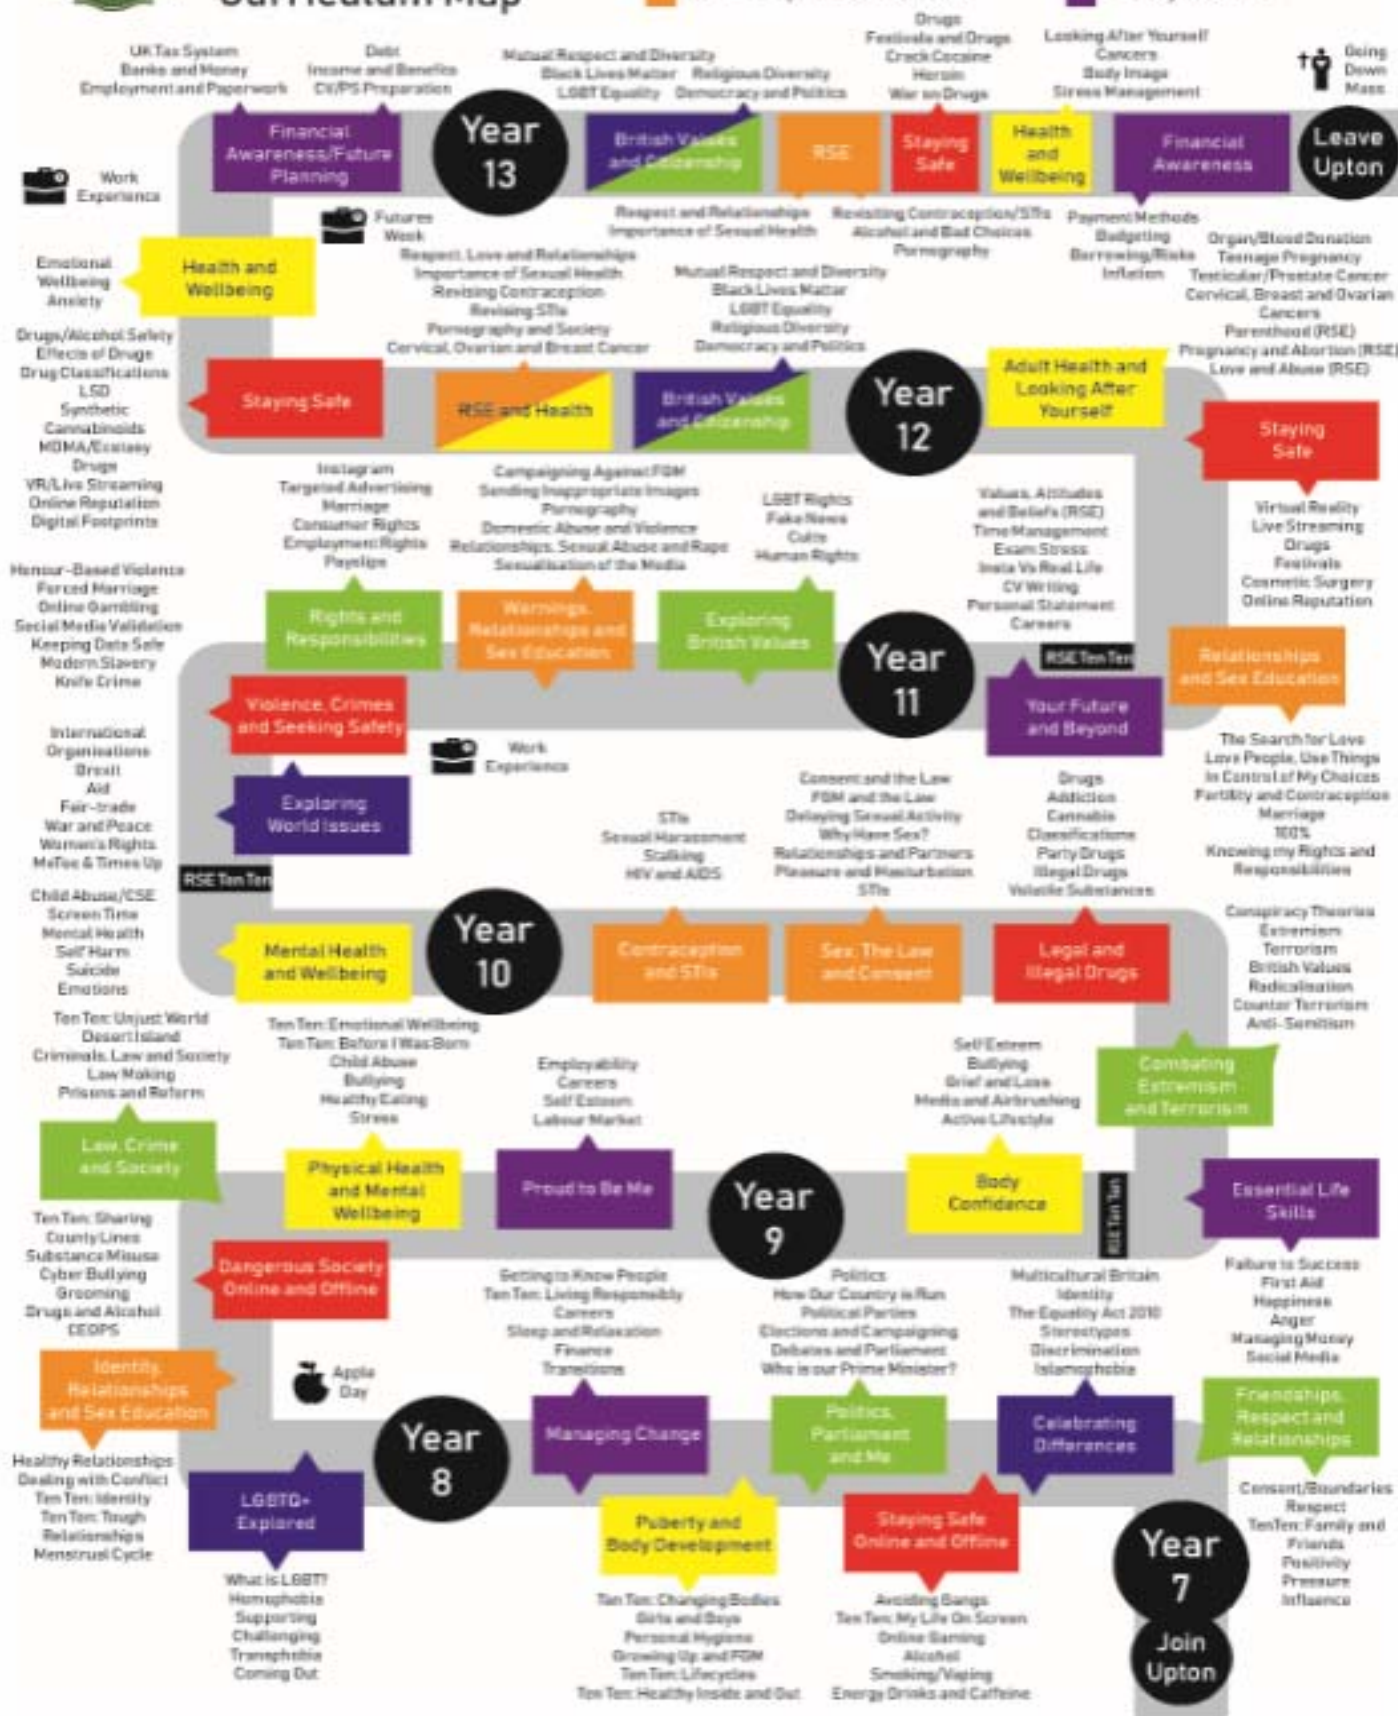 Curriculum Map
Drugs
Festivals and Drugs
Crack Cocaine
Heroin
War on Drugs
Looking After Yourself
Cancers
Body Image
Stress Management
Going
Down
Mass
UK Tax System
Banks and Money
Employment and Paperwork
Debt
Income and Benefits
CV/PS Preparation
Mutual Respect and Diversity
Black Lives Matter Religious Diversity
LGBT Equality Democracy and Politics
Financial
Awareness/Future
Planning
Year
13
British Values
and Citizenship
RSE
Staying
Safe
Health
and
Wellbeing
Financial
Awareness
Leave
Upton
Work
Experience
Futures
Week
Respect and Relationships
Importance of Sexual Health
Revisiting Contraception/STIs
Alcohol and Bad Choices
Pornography
Payment Methods
Budgeting
Borrowing/Risks
Inflation
Emotional
Wellbeing
Anxiety
Health and
Wellbeing
Respect, Love and Relationships
Importance of Sexual Health
Revising Contraception
Revising STIs
Pornography and Society
Cervical, Ovarian and Breast Cancer
Mutual Respect and Diversity
Black Lives Matter
LGBT Equality
Religious Diversity
Democracy and Politics
Organ/Blood Donation
Teenage Pregnancy
Testicular/Prostate Cancer
Cervical, Breast and Ovarian
Cancers
Parenthood (RSE)
Pregnancy and Abortion (RSE)
Love and Abuse (RSE)
Drugs/Alcohol Safety
Effects of Drugs
Drug Classifications
LSD
Synthetic
Cannabinoids
MDMA/Ecstasy
Drugs
VR/Live Streaming
Online Reputation
Digital Footprints
Staying Safe
RSE and Health
British Values
and Citizenship
Year
12
Adult Health and
Looking After
Yourself
Staying
Safe
Instagram
Targeted Advertising
Marriage
Consumer Rights
Employment Rights
Payslips
Campaigning Against FGM
Sending Inappropriate Images
Pornography
Domestic Abuse and Violence
Relationships, Sexual Abuse and Rape
Sexualisation of the Media
LGBT Rights
Fake News
Cults
Human Rights
Values, Attitudes
and Beliefs (RSE)
Time Management
Exam Stress
Insta Vs Real Life
CV Writing
Personal Statement
Careers
Virtual Reality
Live Streaming
Drugs
Festivals
Cosmetic Surgery
Online Reputation
Honour-Based Violence
Forced Marriage
Online Gambling
Social Media Validation
Keeping Data Safe
Modern Slavery
Knife Crime
Rights and
Responsibilities
Warnings,
Relationships and
Sex Education
Exploring
British Values
Year
11
RSE Ten Ten
Your Future
and Beyond
Relationships
and Sex Education
Violence, Crimes
and Seeking Safety
Work
Experience
International
Organisations
Brexit
Aid
Fair-trade
War and Peace
Women's Rights
MeToo & Times Up
Exploring
World Issues
STIs
Sexual Harassment
Stalking
HIV and AIDS
Consent and the Law
FGM and the Law
Delaying Sexual Activity
Why Have Sex?
Relationships and Partners
Pleasure and Masturbation
STIs
Drugs
Addiction
Cannabis
Classifications
Party Drugs
Illegal Drugs
Volatile Substances
The Search for Love
Love People, Use Things
In Control of My Choices
Fertility and Contraception
Marriage
100%
Knowing my Rights and
Responsibilities
RSE Ten Ten
Child Abuse/CSE
Screen Time
Mental Health
Self Harm
Suicide
Emotions
Mental Health
and Wellbeing
Year
10
Contraception
and STIs
Sex, The Law
and Consent
Legal and
Illegal Drugs
Conspiracy Theories
Extremism
Terrorism
British Values
Radicalisation
Counter Terrorism
Anti-Semitism
Ten Ten: Unjust World
Desert Island
Criminals, Law and Society
Law Making
Prisons and Reform
Ten Ten: Emotional Wellbeing
Ten Ten: Before I Was Born
Child Abuse
Bullying
Healthy Eating
Stress
Employability
Careers
Self Esteem
Labour Market
Self Esteem
Bullying
Grief and Loss
Media and Airbrushing
Active Lifestyle
Combating
Extremism
and Terrorism
Law, Crime
and Society
Physical Health
and Mental
Wellbeing
Proud to Be Me
Year
9
Body
Confidence
RSE Ten Ten
Essential Life
Skills
Ten Ten: Sharing
County Lines
Substance Misuse
Cyber Bullying
Grooming
Drugs and Alcohol
CEOPS
Dangerous Society
Online and Offline
Getting to Know People
Ten Ten: Living Responsibly
Careers
Sleep and Relaxation
Finance
Transitions
Politics
How Our Country is Run
Political Parties
Elections and Campaigning
Debates and Parliament
Who is our Prime Minister?
Multicultural Britain
Identity
The Equality Act 2010
Stereotypes
Discrimination
Islamophobia
Failure to Success
First Aid
Happiness
Anger
Managing Money
Social Media
Identity,
Relationships
and Sex Education
Apple
Day
Year
8
Managing Change
Politics,
Parliament
and Me
Celebrating
Differences
Friendships,
Respect and
Relationships
Healthy Relationships
Dealing with Conflict
Ten Ten: Identity
Ten Ten: Tough
Relationships
Menstrual Cycle
LGBTQ+
Explored
Puberty and
Body Development
Staying Safe
Online and Offline
Year
7
Consent/Boundaries
Respect
TenTen: Family and
Friends
Positivity
Pressure
Influence
What is LGBT?
Homophobia
Supporting
Challenging
Transphobia
Coming Out
Ten Ten: Changing Bodies
Girls and Boys
Personal Hygiene
Growing Up and FGM
Ten Ten: Lifecycles
Ten Ten: Healthy Inside and Out
Avoiding Gangs
Ten Ten: My Life On Screen
Online Gaming
Alcohol
Smoking/Vaping
Energy Drinks and Caffeine
Join
Upton